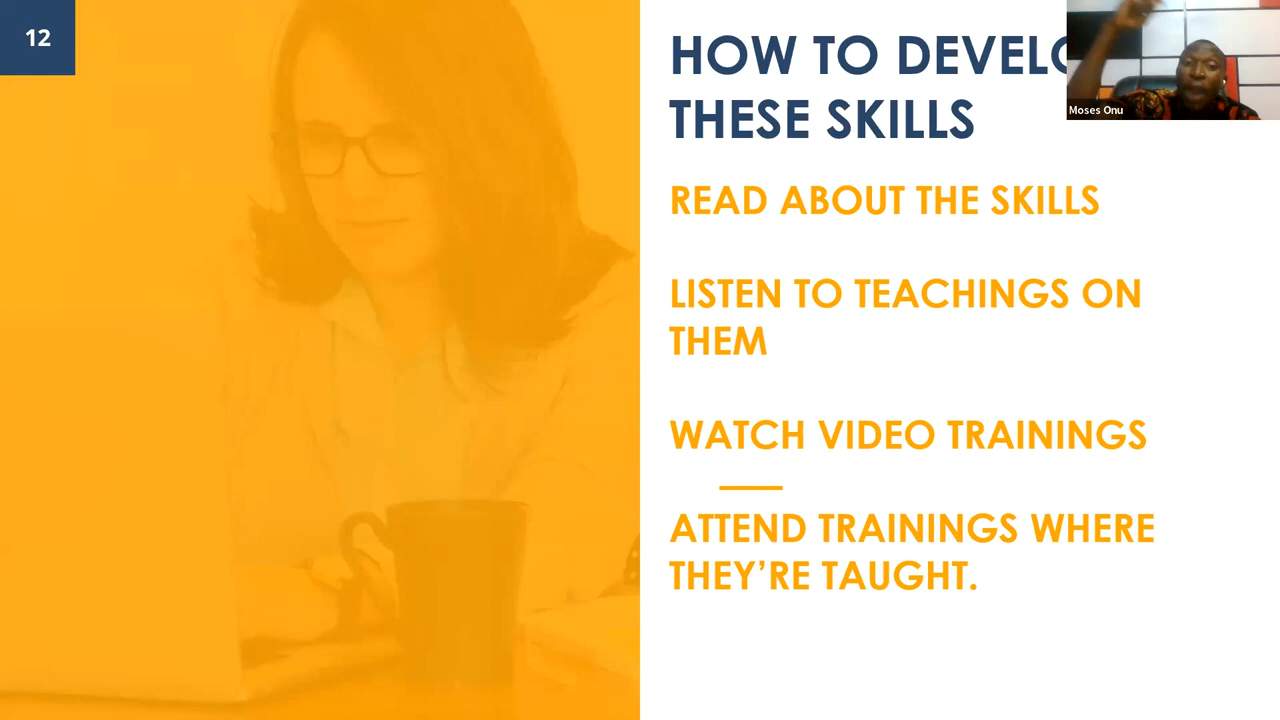 12
HOW TO DEVELO
THESE SKILLS
Moses Onu
READ ABOUT THE SKILLS
LISTEN TO TEACHINGS ON
THEM
WATCH VIDEO TRAININGS
ATTEND TRAININGS WHERE
THEY’RE TAUGHT.